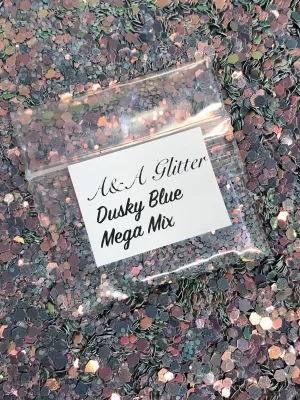 A&A Glitter
Dusky Blue
Mega Mix